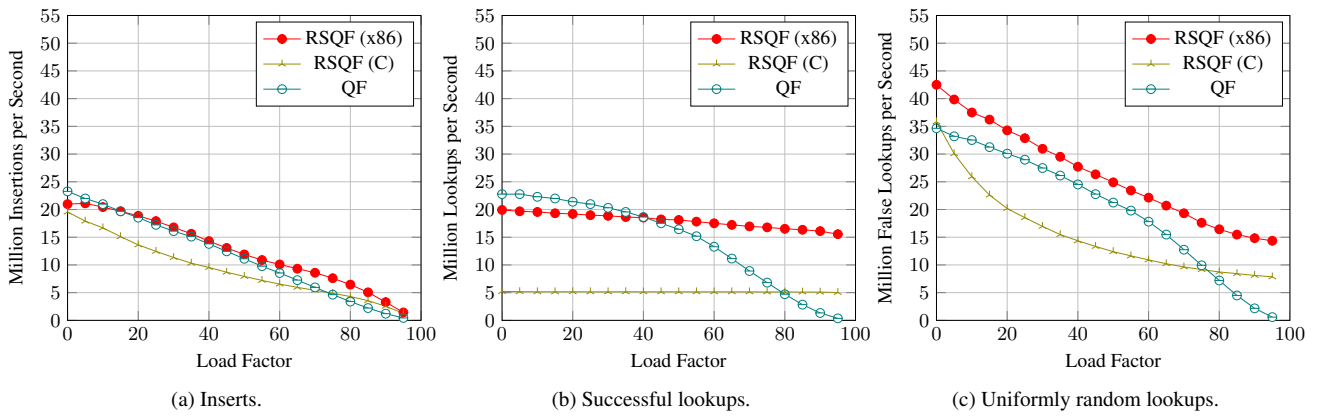 Million Insertions per Second
55
50
45
40
35
30
25
20
15
10
5
0
0 20 40 60 80 100
Load Factor
RSQF (x86)
RSQF (C)
QF
(a) Inserts.
Million Lookups per Second
55
50
45
40
35
30
25
20
15
10
5
0
0 20 40 60 80 100
Load Factor
RSQF (x86)
RSQF (C)
QF
(b) Successful lookups.
Million False Lookups per Second
55
50
45
40
35
30
25
20
15
10
5
0
0 20 40 60 80 100
Load Factor
RSQF (x86)
RSQF (C)
QF
(c) Uniformly random lookups.